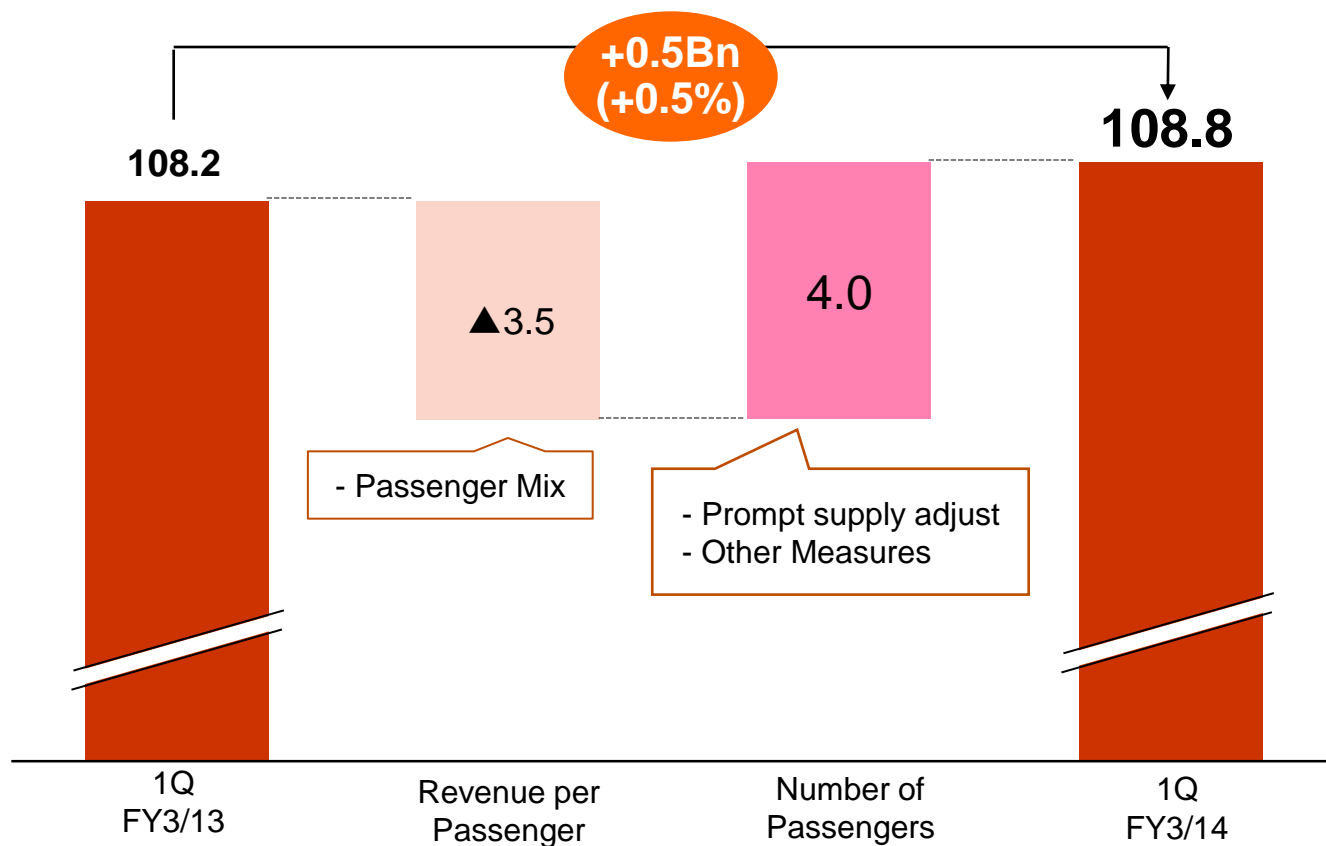 +0.5Bn
(+0.5%)
108.2
108.8
▲3.5
4.0
- Passenger Mix
- Prompt supply adjust
- Other Measures
1Q
FY3/13
Revenue per
Passenger
Number of
Passengers
1Q
FY3/14